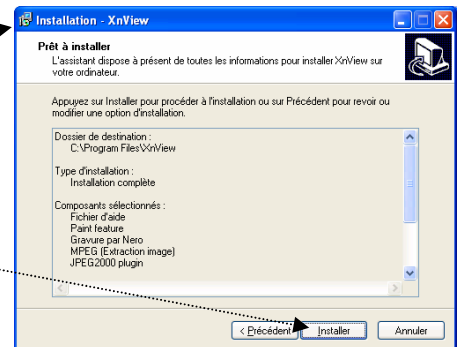 Installation - XnView
Prêt à installer
L'assistant dispose à présent de toutes les informations pour installer XnView sur
votre ordinateur.
Appuyez sur Installer pour procéder à l'installation ou sur Précédent pour revoir ou
modifier une option d'installation.
Dossier de destination :
C:\Program Files\XnView
Type d'installation :
Installation complète
Composants sélectionnés :
Fichier d'aide
Paint feature
Gravure par Nero
MPEG (Extraction image)
JPEG2000 plugin
< Précédent
Installer
Annuler